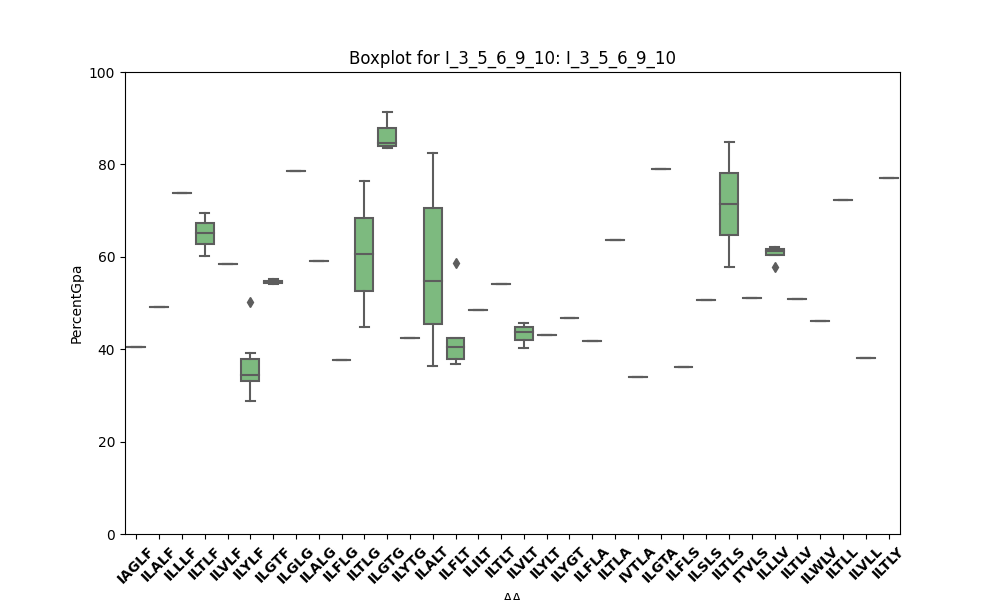 Boxplot for I_3_5_6_9_10: I_3_5_6_9_10
PercentGpa
100
80
60
40
20
0
IAGLF ILALF ILLLF ILTLF ILVLF ILYLF ILGTF ILGLG ILALG ILFLG ILTLG ILGTG ILYTG ILALT ILFLT ILILT ILTLT ILVLT ILYLT ILYGT ILFLA ILTLA IVTLA ILGTA ILFLS ILSLS ILTLS ITVLS ILLLV ILTLV ILWLV ILTLL ILVLL ILTLY
AA